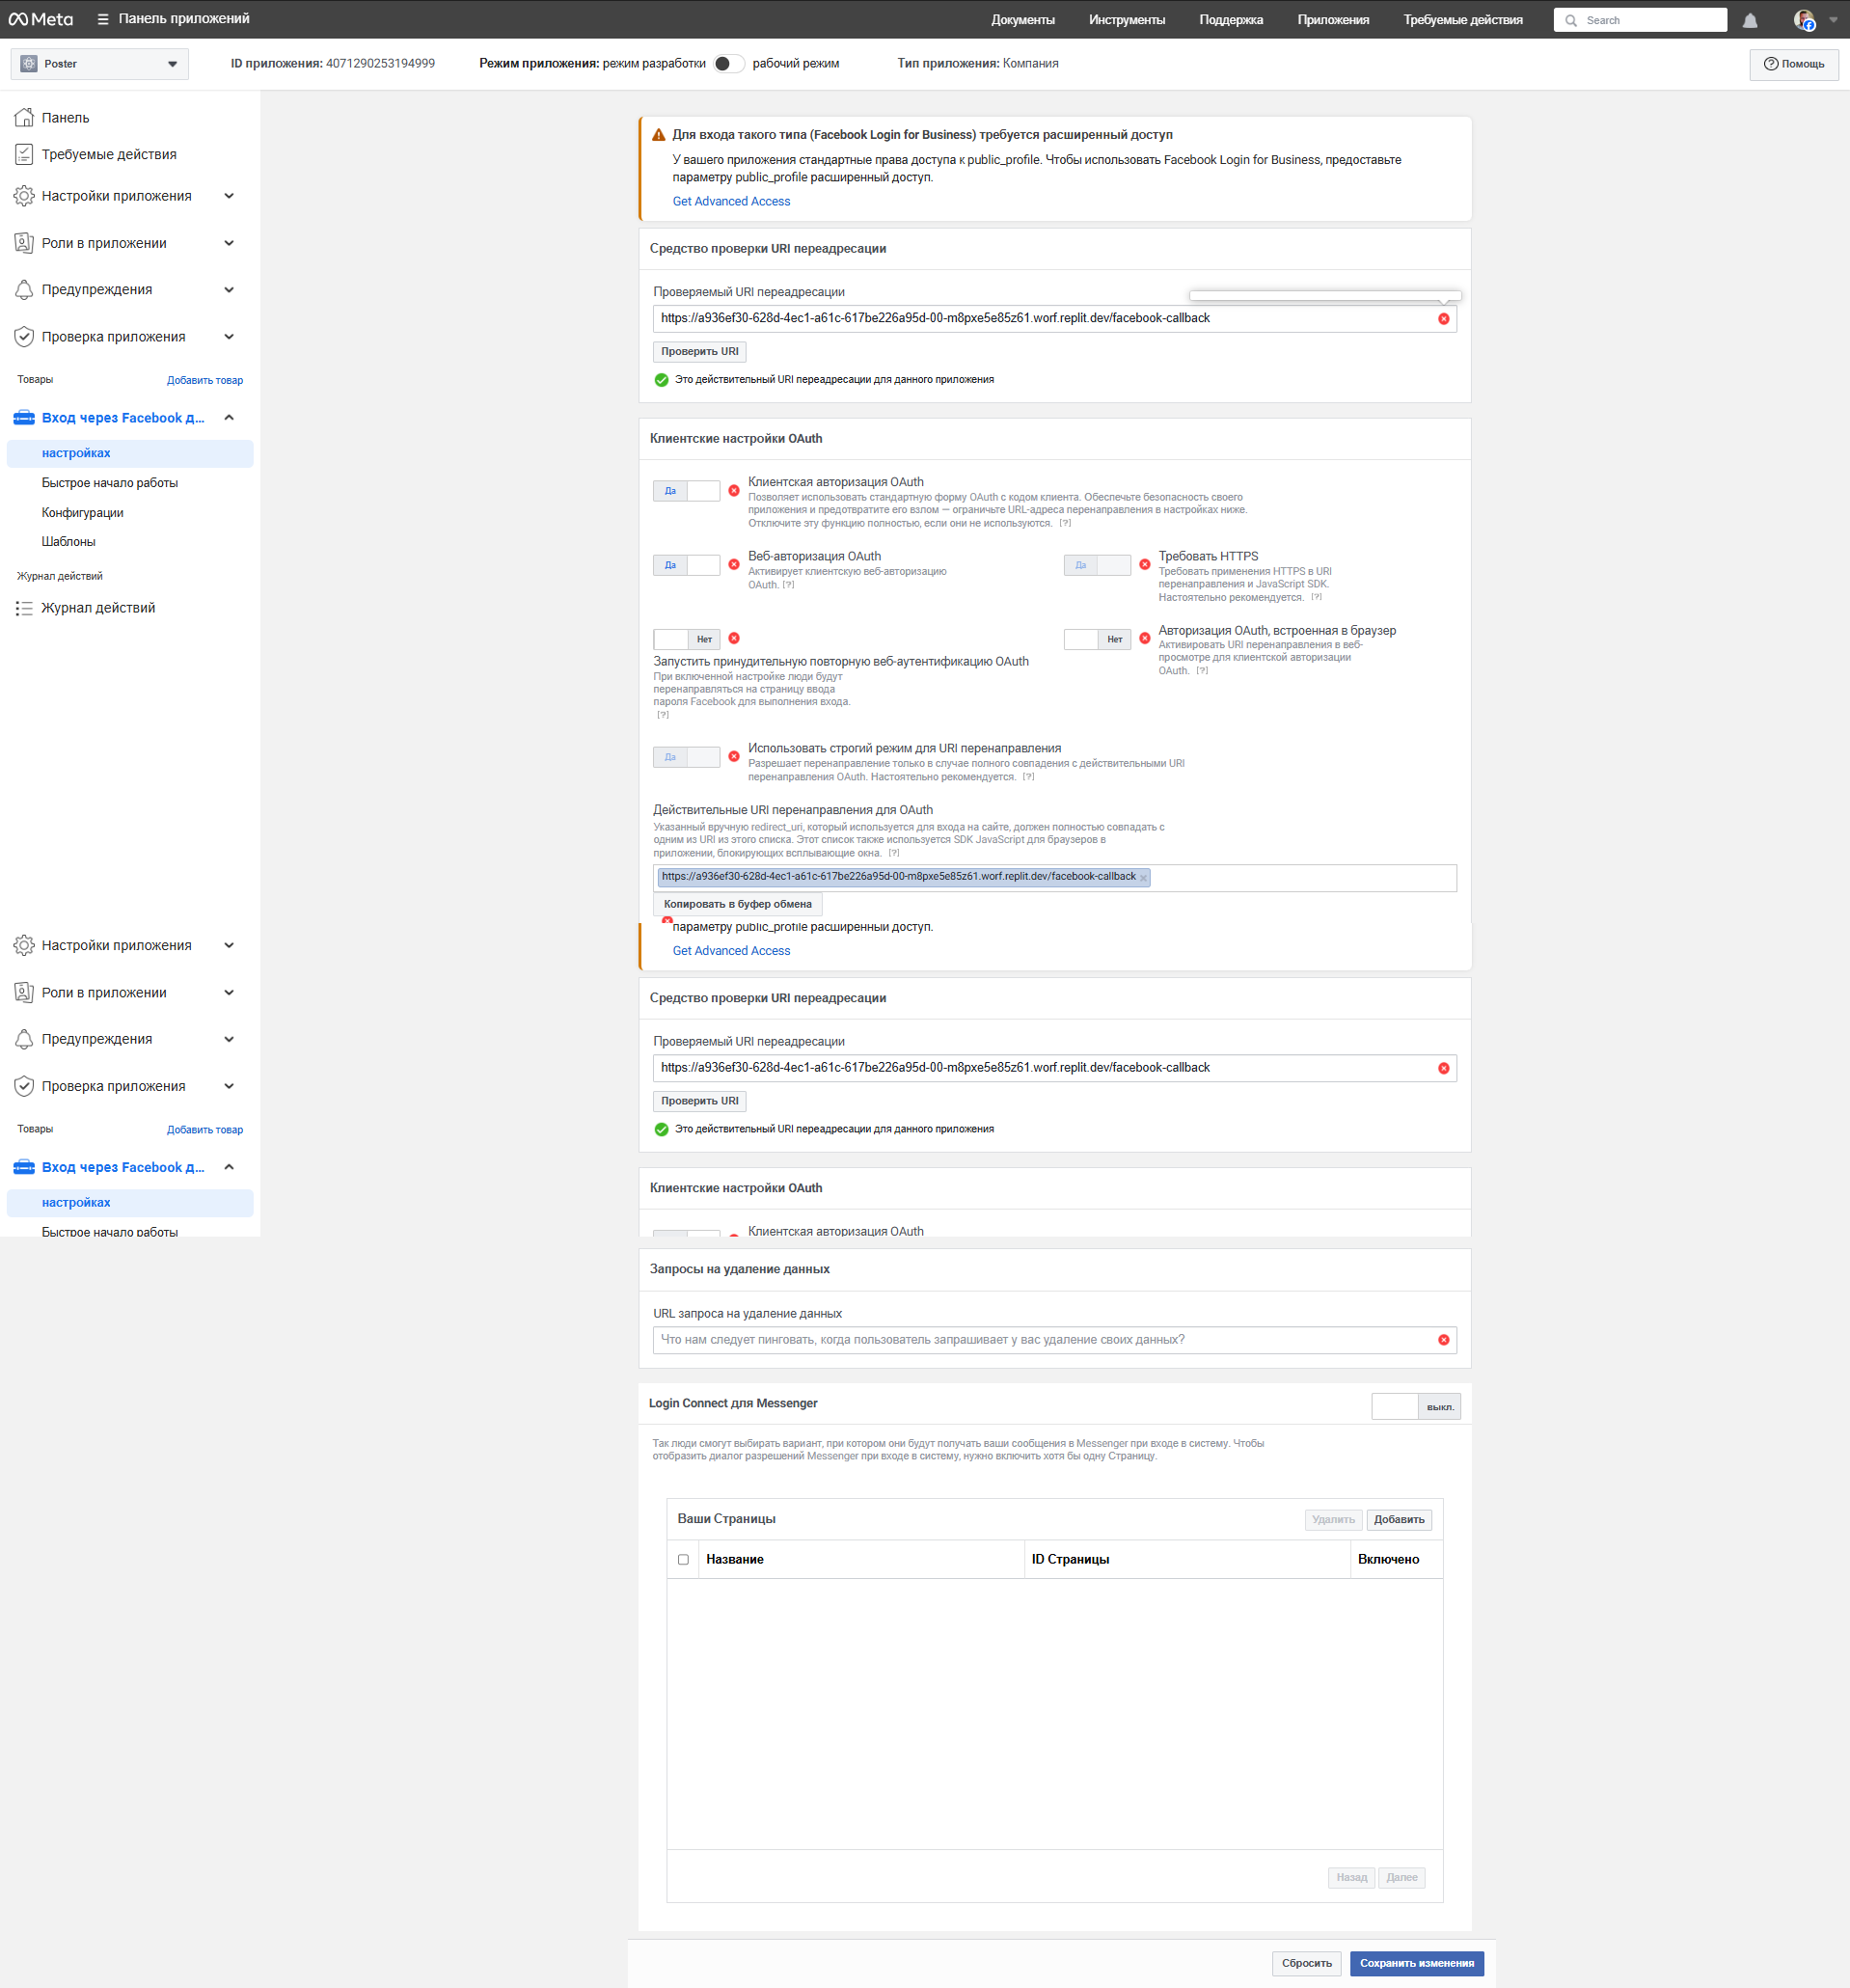 Meta
Панель приложений
Документы
Инструменты
Поддержка
Приложения
Требуемые действия
Search
Poster
ID приложения: 4071290253194999
Режим приложения: режим разработки
рабочий режим
Тип приложения: Компания
Помощь
Панель
Требуемые действия
Настройки приложения
Роли в приложении
Предупреждения
Проверка приложения
Товары
Добавить товар
Вход через Facebook д...
настройках
Быстрое начало работы
Конфигурации
Шаблоны
Журнал действий
Журнал действий
Для входа такого типа (Facebook Login for Business) требуется расширенный доступ
У вашего приложения стандартные права доступа к public_profile. Чтобы использовать Facebook Login for Business, предоставьте
параметру public_profile расширенный доступ.
Get Advanced Access
Средство проверки URI переадресации
Проверяемый URI переадресации
https://a936ef30-628d-4ec1-a61c-617be226a95d-00-m8pxe5e85z61.worf.replit.dev/facebook-callback
Проверить URI
Это действительный URI переадресации для данного приложения
Клиентские настройки OAuth
Да
Клиентская авторизация OAuth
Позволяет использовать стандартную форму OAuth с кодом клиента. Обеспечьте безопасность своего
приложения и предотвратите его взлом — ограничьте URL-адреса перенаправления в настройках ниже.
Отключите эту функцию полностью, если они не используются. [?]
Да
Веб-авторизация OAuth
Активирует клиентскую веб-авторизацию
OAuth. [?]
Да
Требовать HTTPS
Требовать применения HTTPS в URI
перенаправления и JavaScript SDK.
Настоятельно рекомендуется. [?]
Нет
Запустить принудительную повторную веб-аутентификацию OAuth
При включенной настройке люди будут
перенаправляться на страницу ввода
пароля Facebook для выполнения входа.
[?]
Нет
Авторизация OAuth, встроенная в браузер
Активировать URI перенаправления в веб-
просмотре для клиентской авторизации
OAuth. [?]
Да
Использовать строгий режим для URI перенаправления
Разрешает перенаправление только в случае полного совпадения с действительными URI
перенаправления OAuth. Настоятельно рекомендуется. [?]
Действительные URI перенаправления для OAuth
Указанный вручную redirect_uri, который используется для входа на сайте, должен полностью совпадать с
одним из URI из этого списка. Этот список также используется SDK JavaScript для браузеров в
приложении, блокирующих всплывающие окна. [?]
https://a936ef30-628d-4ec1-a61c-617be226a95d-00-m8pxe5e85z61.worf.replit.dev/facebook-callback
Копировать в буфер обмена
параметру public_profile расширенный доступ.
Get Advanced Access
Настройки приложения
Роли в приложении
Предупреждения
Проверка приложения
Товары
Добавить товар
Вход через Facebook д...
настройках
Быстрое начало работы
Средство проверки URI переадресации
Проверяемый URI переадресации
https://a936ef30-628d-4ec1-a61c-617be226a95d-00-m8pxe5e85z61.worf.replit.dev/facebook-callback
Проверить URI
Это действительный URI переадресации для данного приложения
Клиентские настройки OAuth
Клиентская авторизация OAuth
Запросы на удаление данных
URL запроса на удаление данных
Что нам следует пинговать, когда пользователь запрашивает у вас удаление своих данных?
Login Connect для Messenger
выкл.
Так люди смогут выбирать вариант, при котором они будут получать ваши сообщения в Messenger при входе в систему. Чтобы
отобразить диалог разрешений Messenger при входе в систему, нужно включить хотя бы одну Страницу.
Ваши Страницы
Удалить
Добавить
Название
ID Страницы
Включено
Назад
Далее
Сбросить
Сохранить изменения